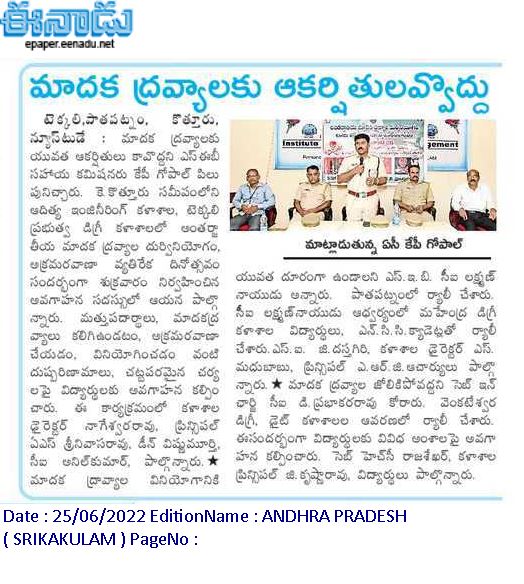 ఈనాడు
epaper.eenadu.net
మాదక ద్రవ్యాలకు ఆకర్షితులవ్వొద్దు
టెక్కలి,పాతపట్నం, కొత్తూరు,
న్యూస్‌టుడే : మాదక ద్రవ్యాలకు
యువత ఆకర్షితులు కావొద్దని ఎస్ఈబీ
సహాయ కమిషనరు కేపీ గోపాల్ పిలు
పునిచ్చారు. కె.కొత్తూరు సమీపంలోని
ఆదిత్య ఇంజినీరింగ్ కళాశాల, టెక్కలి
ప్రభుత్వ డిగ్రీ కళాశాలలో అంతర్జా
తీయ మాదక ద్రవ్యాల దుర్వినియోగం,
అక్రమరవాణా వ్యతిరేక దినోత్సవం
సందర్భంగా శుక్రవారం నిర్వహించిన
అవగాహన సదస్సులో ఆయన పాల్గొ
న్నారు. మత్తుపదార్థాలు, మాదకద్ర
వ్యాలు కలిగిఉండటం, అక్రమరవాణా
చేయడం, వినియోగించడం వంటి
దుష్పరిణామాలు, చట్టపరమైన చర్య
లపై విద్యార్థులకు అవగాహన కల్పిం
చారు. ఈ కార్యక్రమంలో కళాశాల
డైరెక్టర్ నాగేశ్వరరావు, ప్రిన్సిపల్
ఏఎస్ శ్రీనివాసరావు, డీన్ విష్ణుమూర్తి,
సీఐ అనిల్‌కుమార్, పాల్గొన్నారు. ★
మాదక ద్రావ్యాల వినియోగానికి
Institute
agement
మాట్లాడుతున్న ఏసీ కేపీ గోపాల్
యువత దూరంగా ఉండాలని ఎస్.ఇ.బి. సీఐ లక్ష్మణ్
నాయుడు అన్నారు. పాతపట్నంలో ర్యాలీ చేశారు.
సీఐ లక్ష్మణ్‌నాయుడు ఆధ్వర్యంలో మహేంద్ర డిగ్రీ
కళాశాల విద్యార్థులు, ఎన్.సి.సి.క్యాడెట్లతో ర్యాలీ
చేశారు.ఎస్.ఐ. జి.దస్తగిరి, కళాశాల డైరెక్టర్ ఎస్.
మధుబాబు, ప్రిన్సిపల్ ఎ.ఆర్.జి.ఆచార్యులు పాల్గొ
న్నారు.★ మాదక ద్రవ్యాల జోలికిపోవద్దని సెబ్ ఇన్
ఛార్జి సీఐ డి.ప్రభాకరరావు కోరారు. వెంకటేశ్వర
డిగ్రీ, డైట్ కళాశాలల ఆవరణలో ర్యాలీ చేశారు.
ఈసందర్భంగా విద్యార్థులకు వివిధ అంశాలపై అవగా
హన కల్పించారు. సెబ్ హెచ్‌సీ రాజశేఖర్, కళాశాల
ప్రిన్సిపల్ జి.కృష్ణారావు, విద్యార్థులు పాల్గొన్నారు.
Date : 25/06/2022 EditionName : ANDHRA PRADESH
( SRIKAKULAM ) PageNo :